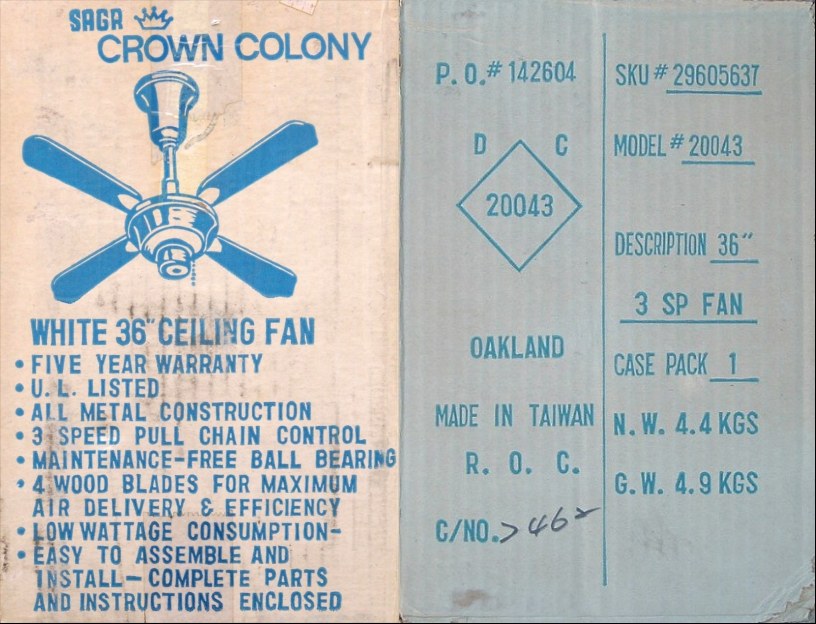 SAGA
CROWN COLONY
WHITE 36" CEILING FAN
• FIVE YEAR WARRANTY
• U. L. LISTED
• ALL METAL CONSTRUCTION
• 3 SPEED PULL CHAIN CONTROL
• MAINTENANCE-FREE BALL BEARING
• 4 WOOD BLADES FOR MAXIMUM
AIR DELIVERY & EFFICIENCY
• LOW WATTAGE CONSUMPTION-
• EASY TO ASSEMBLE AND
INSTALL- COMPLETE PARTS
AND INSTRUCTIONS ENCLOSED
P. O.# 142604
D C
20043
OAKLAND
MADE IN TAIWAN
R. O. C.
C/NO.
SKU # 29605637
MODEL # 20043
DESCRIPTION 36"
3 SP FAN
CASE PACK 1
N. W. 4.4 KGS
G. W. 4.9 KGS